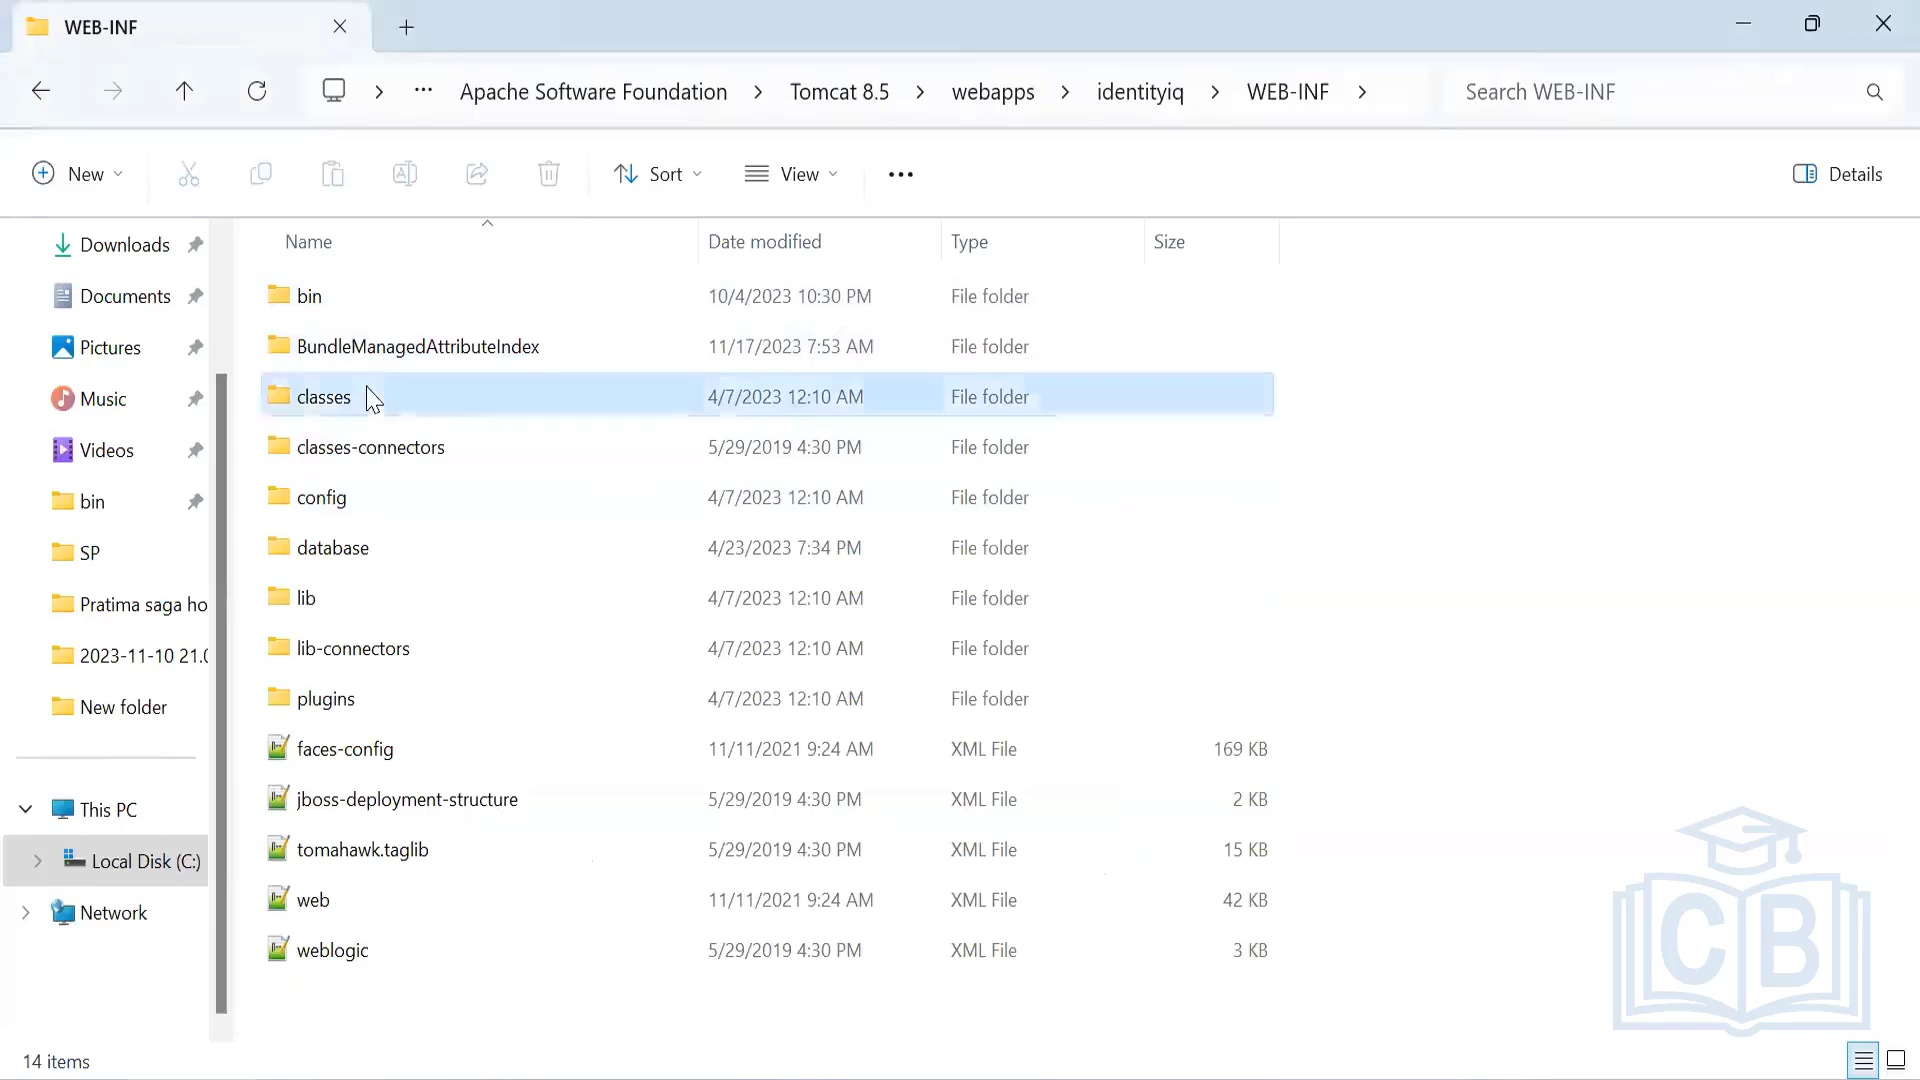 WEB-INF
Apache Software Foundation > Tomcat 8.5 > webapps > identityiq > WEB-INF >
Search WEB-INF
New
Sort
View
Details
Name Date modified Type Size
Downloads
Documents
Pictures
Music
Videos
bin
SP
Pratima saga ho
2023-11-10 21.0
New folder
This PC
Local Disk (C:)
Network
bin 10/4/2023 10:30 PM File folder
BundleManagedAttributeIndex 11/17/2023 7:53 AM File folder
classes 4/7/2023 12:10 AM File folder
classes-connectors 5/29/2019 4:30 PM File folder
config 4/7/2023 12:10 AM File folder
database 4/23/2023 7:34 PM File folder
lib 4/7/2023 12:10 AM File folder
lib-connectors 4/7/2023 12:10 AM File folder
plugins 4/7/2023 12:10 AM File folder
faces-config 11/11/2021 9:24 AM XML File 169 KB
jboss-deployment-structure 5/29/2019 4:30 PM XML File 2 KB
tomahawk.taglib 5/29/2019 4:30 PM XML File 15 KB
web 11/11/2021 9:24 AM XML File 42 KB
weblogic 5/29/2019 4:30 PM XML File 3 KB
CB
14 items